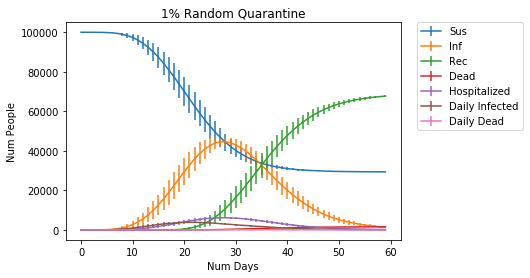 1% Random Quarantine
100000
80000
60000
40000
20000
0
Num People
0 10 20 30 40 50 60
Num Days
Sus
Inf
Rec
Dead
Hospitalized
Daily Infected
Daily Dead